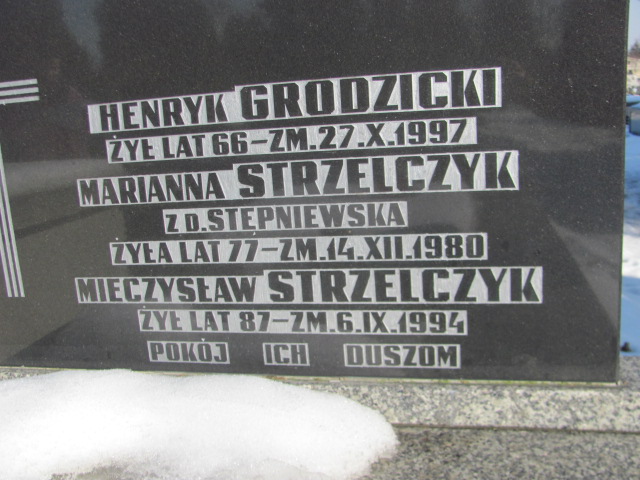 HENRYK GRODZICKI
ŻYŁ LAT 66 – ZM. 27.X.1997
MARIANNA STRZELCZYK
Z D. STĘPNIEWSKA
ŻYŁA LAT 77 – ZM. 14.XII.1980
MIECZYSŁAW STRZELCZYK
ŻYŁ LAT 87 – ZM. 6.IX.1994
POKÓJ ICH DUSZOM